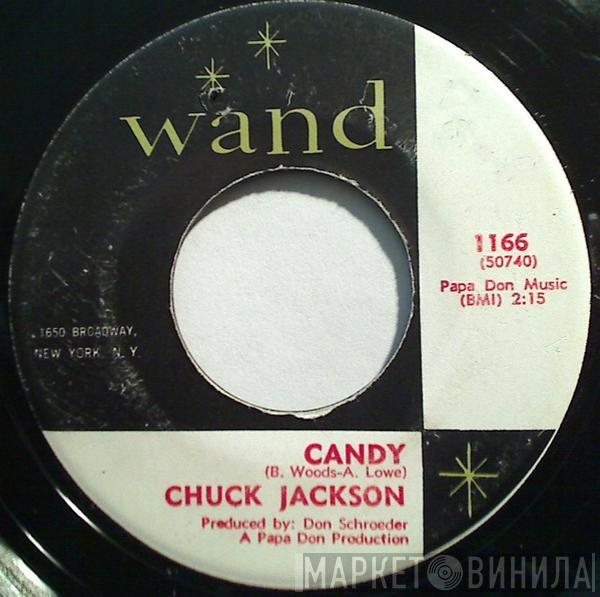 wand
1166
(50740)
Papa Don Music
(BMI) 2:15
1650 BROADWAY,
NEW YORK, N. Y.
CANDY
(B. Woods-A. Lowe)
CHUCK JACKSON
Produced by: Don Schroeder
A Papa Don Production
МАРКЕТ ВИНИЛА